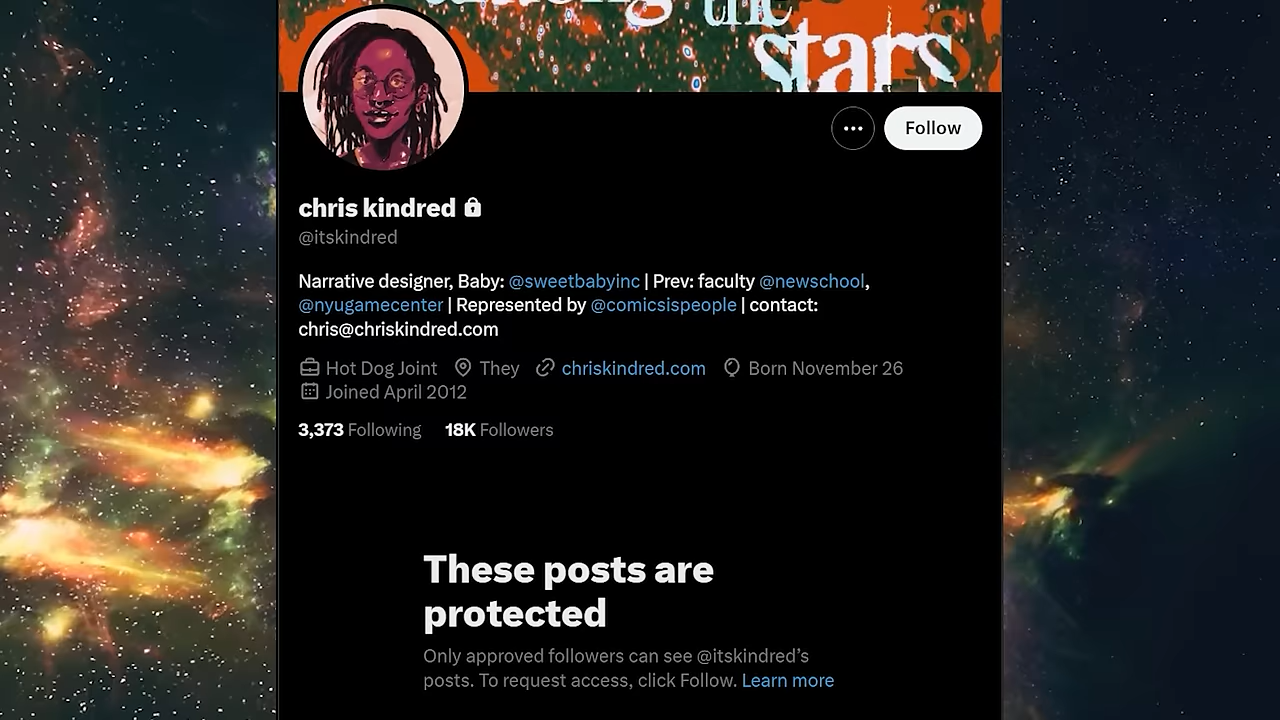 among the
stars
Follow
chris kindred
@itskindred
Narrative designer, Baby: @sweetbabyinc | Prev: faculty @newschool,
@nyugamecenter | Represented by @comicsispeople | contact:
chris@chriskindred.com
Hot Dog Joint They chriskindred.com Born November 26
Joined April 2012
3,373 Following 18K Followers
These posts are
protected
Only approved followers can see @itskindred’s
posts. To request access, click Follow. Learn more